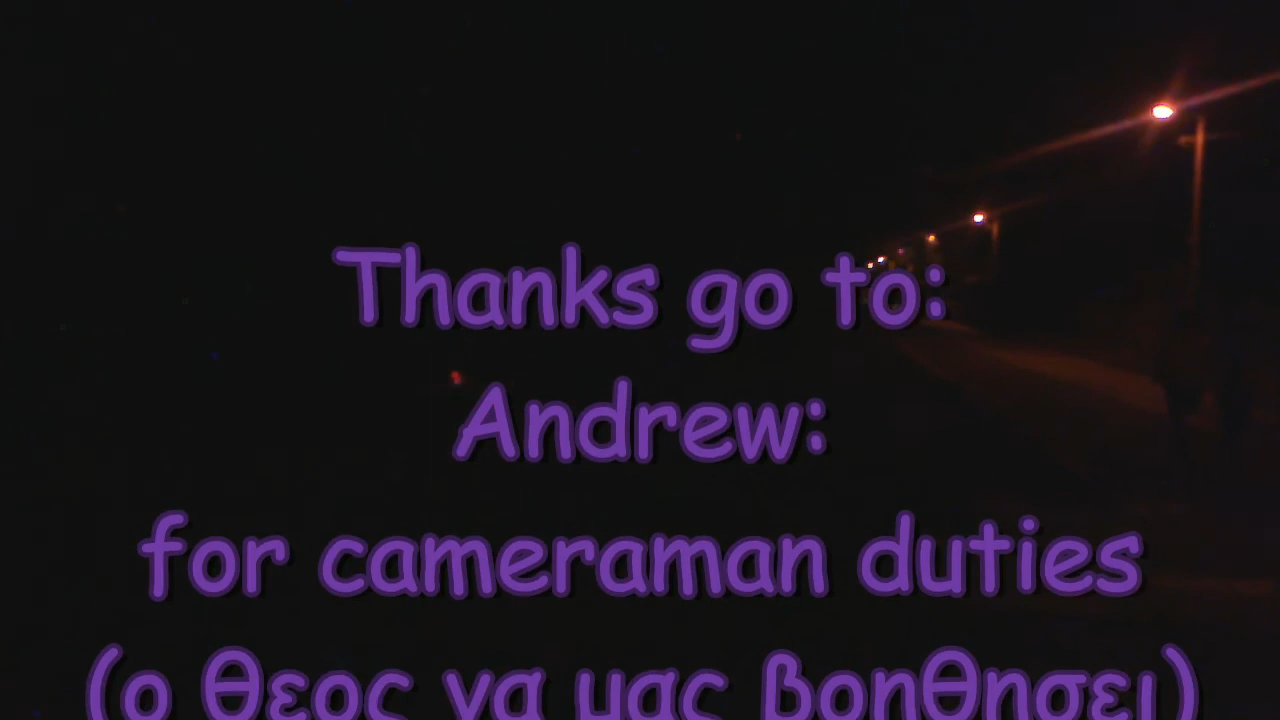 Thanks go to:
Andrew:
for cameraman duties
(ο θεος να μας βοηθησει)